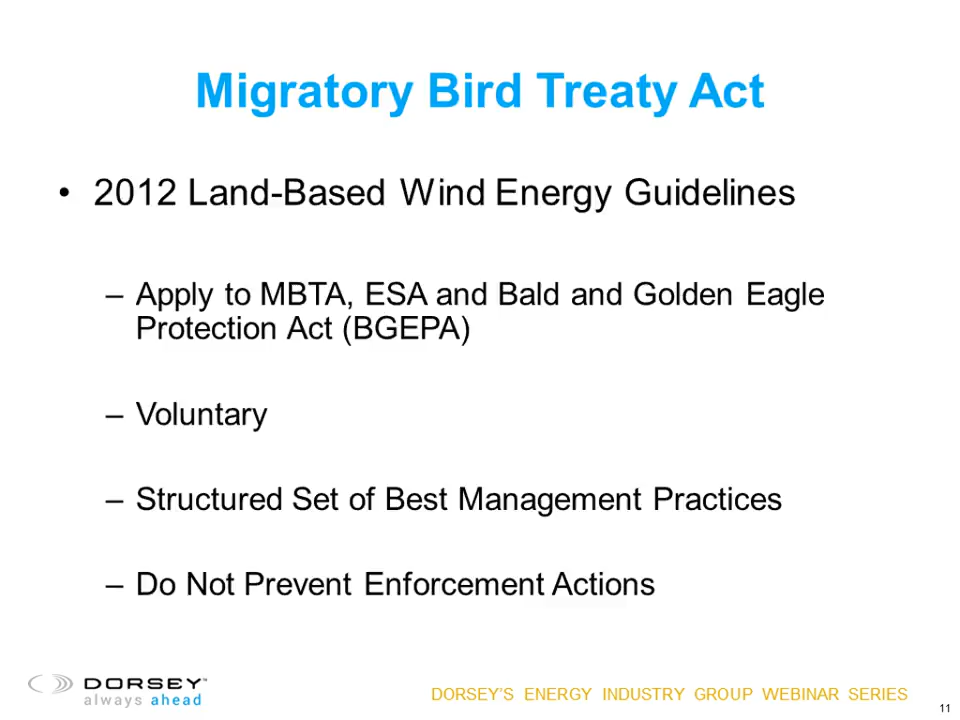 Migratory Bird Treaty Act
• 2012 Land-Based Wind Energy Guidelines
– Apply to MBTA, ESA and Bald and Golden Eagle
Protection Act (BGEPA)
– Voluntary
– Structured Set of Best Management Practices
– Do Not Prevent Enforcement Actions
DORSEY™
always ahead
DORSEY'S ENERGY INDUSTRY GROUP WEBINAR SERIES
11